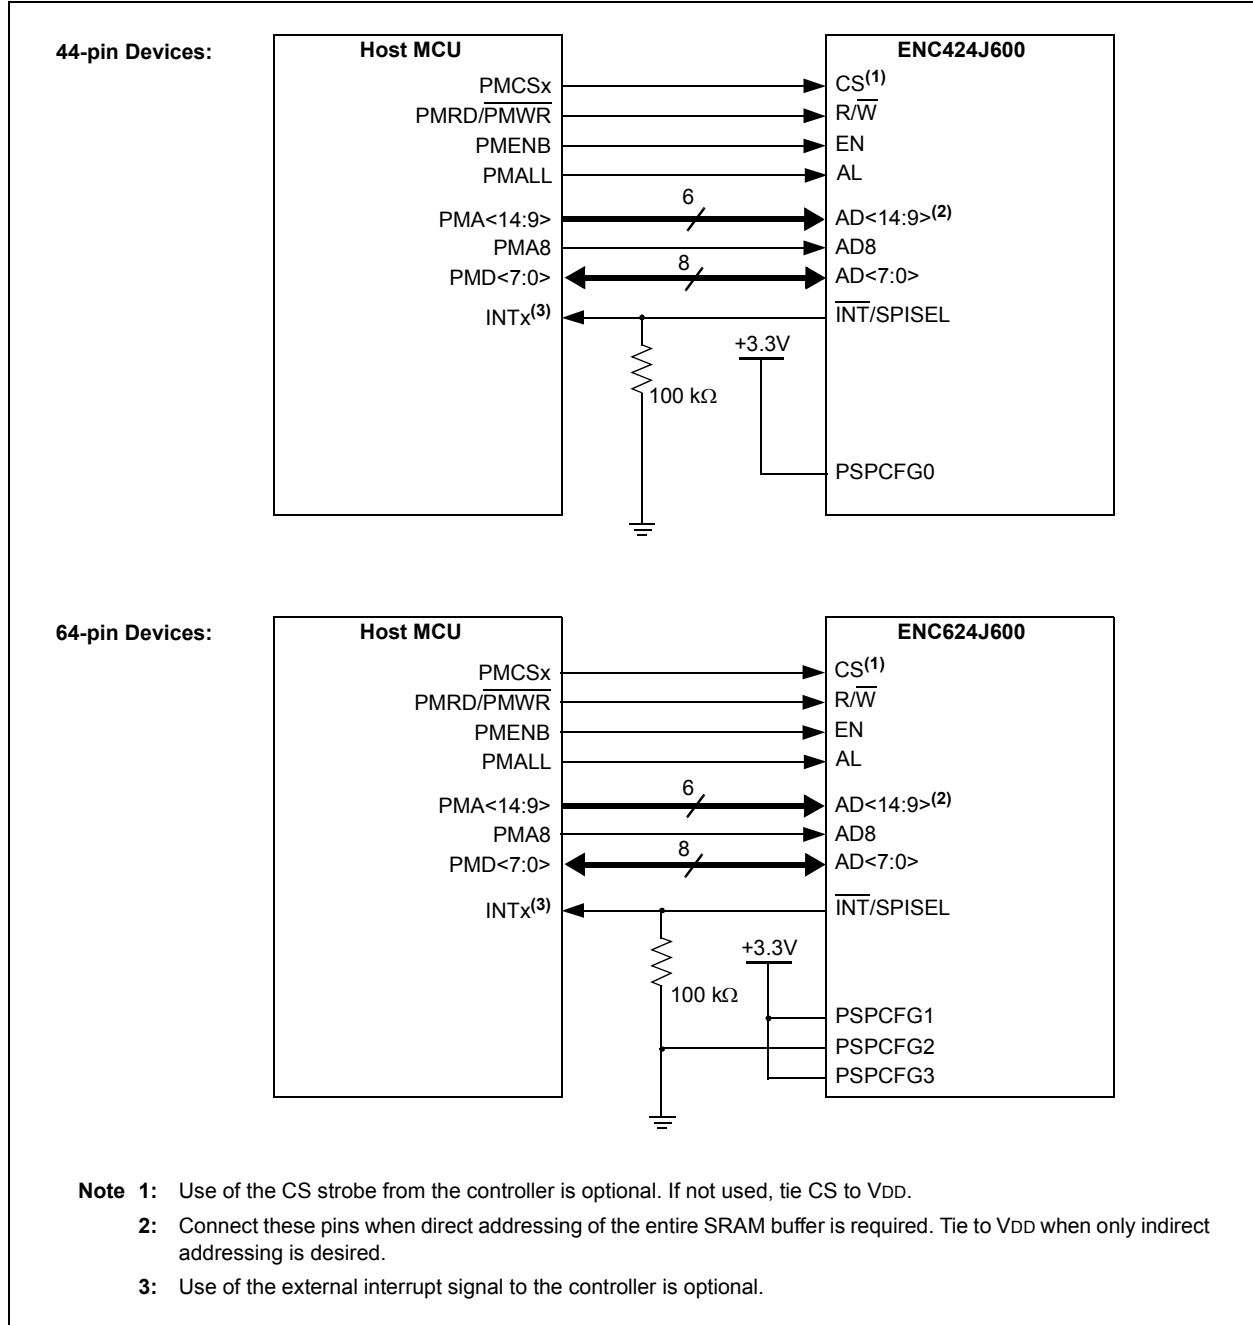 44-pin Devices:
Host MCU
ENC424J600
PMCSx
CS(1)
PMRD/PMWR
R/W
PMENB
EN
PMALL
AL
6
PMA<14:9>
AD<14:9>(2)
PMA8
AD8
8
PMD<7:0>
AD<7:0>
INTx(3)
INT/SPISEL
+3.3V
100 kΩ
PSPCFG0
64-pin Devices:
Host MCU
ENC624J600
PMCSx
CS(1)
PMRD/PMWR
R/W
PMENB
EN
PMALL
AL
6
PMA<14:9>
AD<14:9>(2)
PMA8
AD8
8
PMD<7:0>
AD<7:0>
INTx(3)
INT/SPISEL
+3.3V
100 kΩ
PSPCFG1
PSPCFG2
PSPCFG3
Note 1: Use of the CS strobe from the controller is optional. If not used, tie CS to VDD.
2: Connect these pins when direct addressing of the entire SRAM buffer is required. Tie to VDD when only indirect
addressing is desired.
3: Use of the external interrupt signal to the controller is optional.